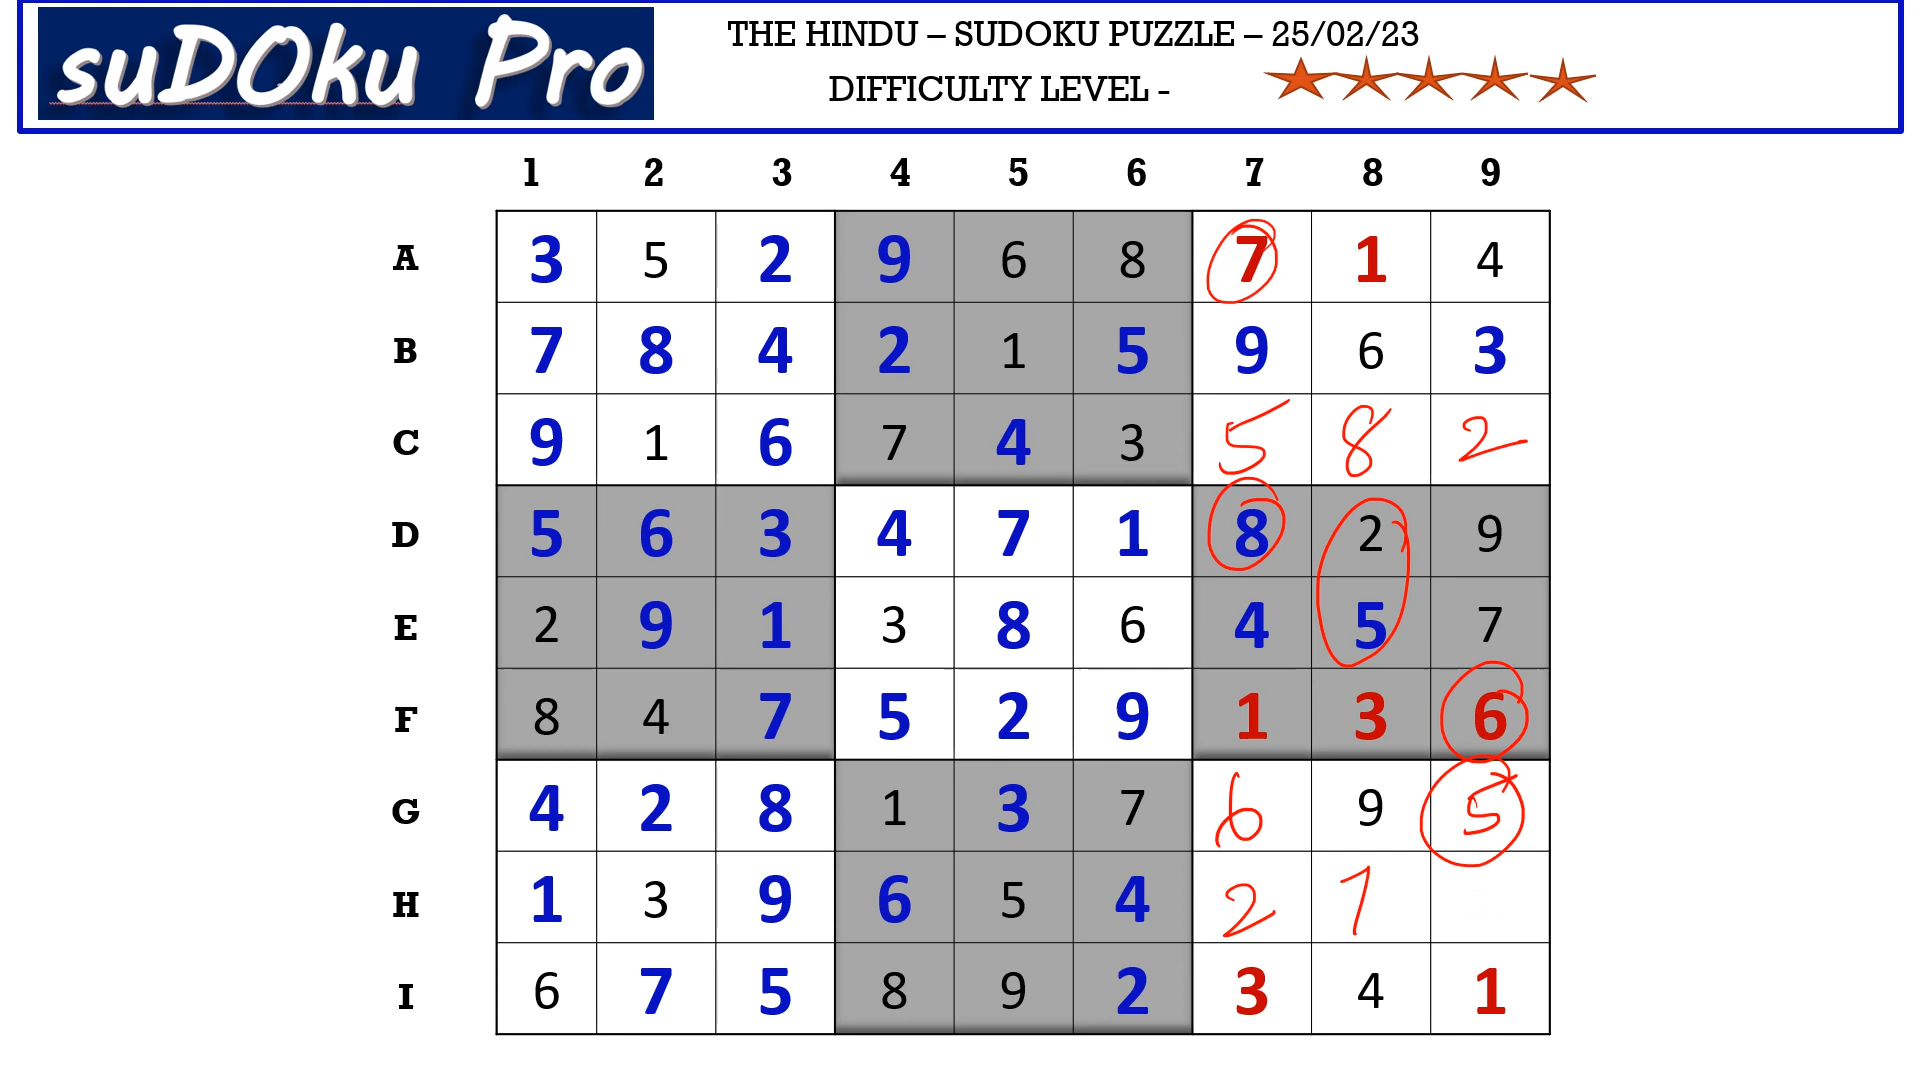 suDOku Pro
THE HINDU – SUDOKU PUZZLE – 25/02/23
DIFFICULTY LEVEL -
1 2 3 4 5 6 7 8 9
A 3 5 2 9 6 8 7 1 4
B 7 8 4 2 1 5 9 6 3
C 9 1 6 7 4 3 5 8 2
D 5 6 3 4 7 1 8 2 9
E 2 9 1 3 8 6 4 5 7
F 8 4 7 5 2 9 1 3 6
G 4 2 8 1 3 7 6 9 5
H 1 3 9 6 5 4 2 7
I 6 7 5 8 9 2 3 4 1